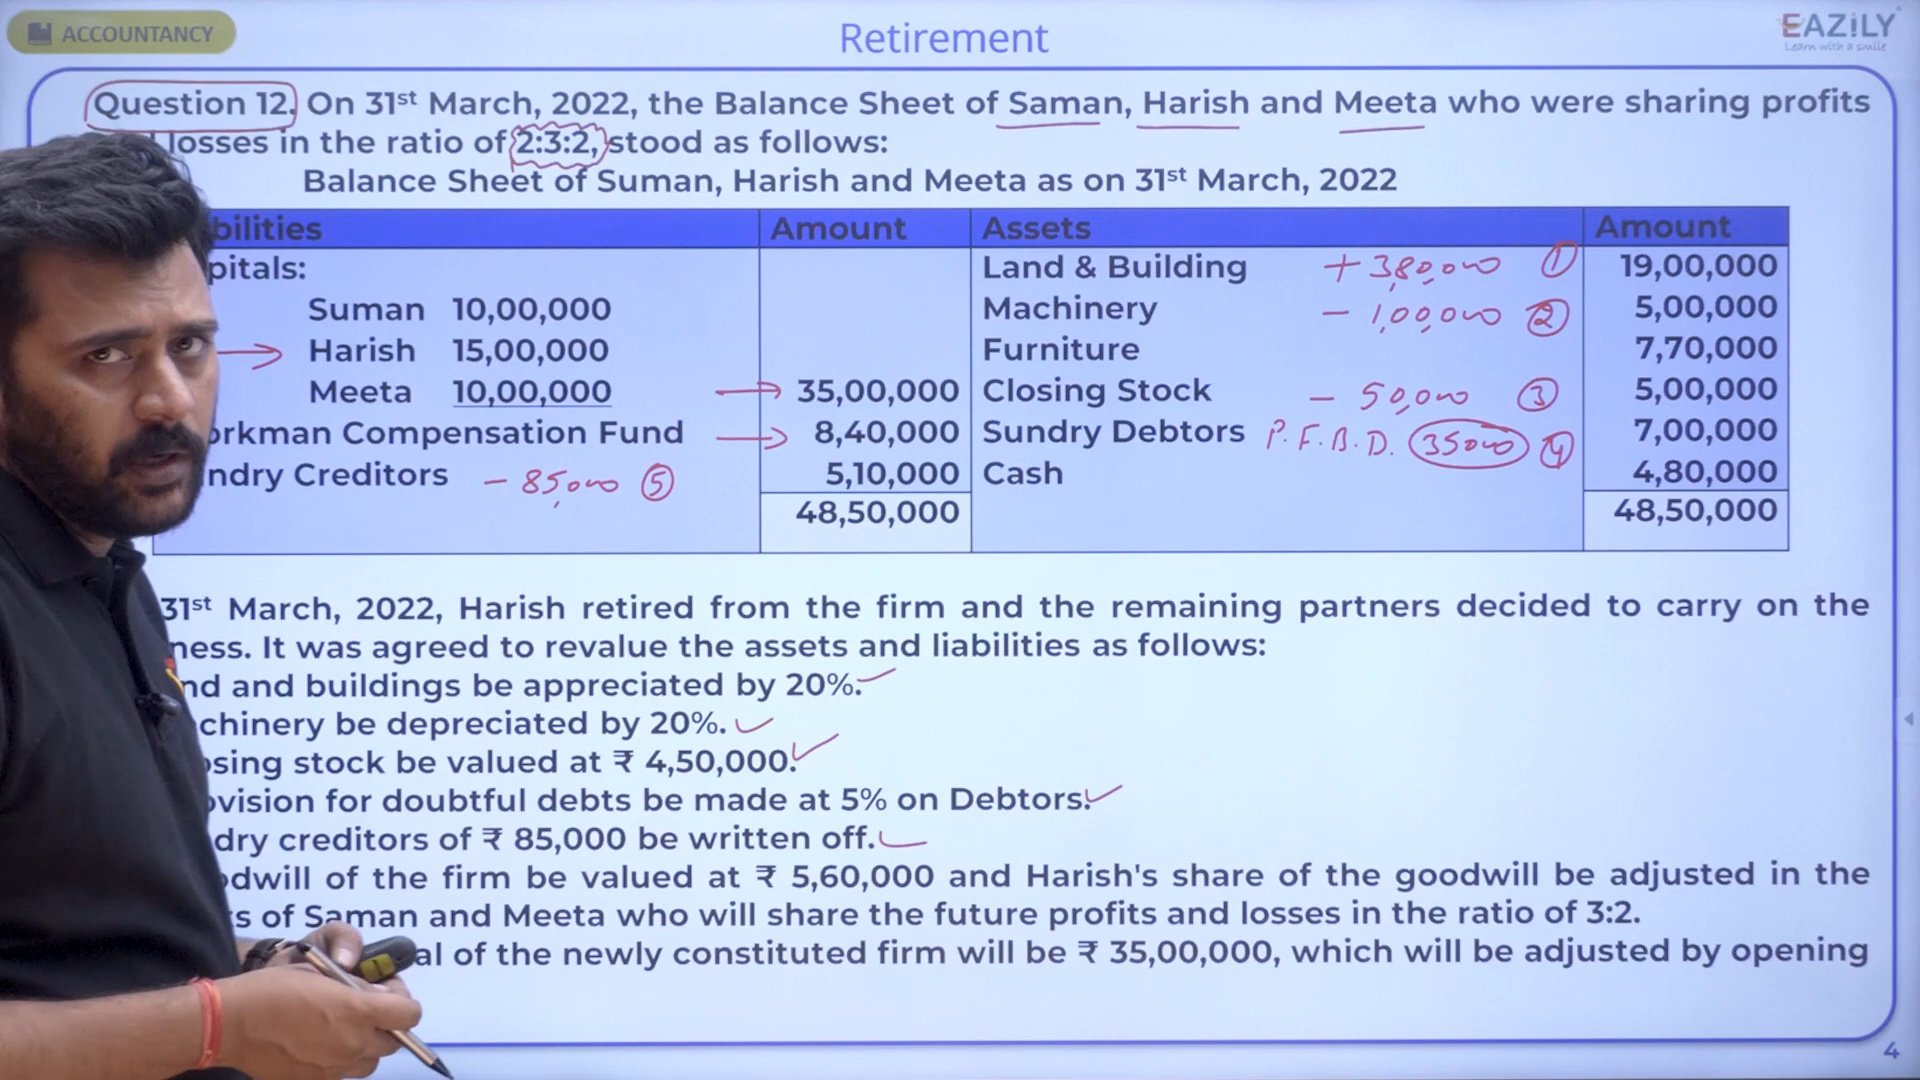 ACCOUNTANCY
Retirement
EAZiLY
Learn with a smile
Question 12. On 31st March, 2022, the Balance Sheet of Saman, Harish and Meeta who were sharing profits
losses in the ratio of 2:3:2, stood as follows:
Balance Sheet of Suman, Harish and Meeta as on 31st March, 2022
bilities Amount Assets Amount
pitals: Land & Building + 3,80,000 ① 19,00,000
Suman 10,00,000 Machinery - 1,00,000 ② 5,00,000
→ Harish 15,00,000 Furniture 7,70,000
Meeta 10,00,000 → 35,00,000 Closing Stock - 50,000 ③ 5,00,000
orkman Compensation Fund → 8,40,000 Sundry Debtors P.F.B.D. 35000 ④ 7,00,000
ndry Creditors - 85,000 ⑤ 5,10,000 Cash 4,80,000
48,50,000 48,50,000
31st March, 2022, Harish retired from the firm and the remaining partners decided to carry on the
ness. It was agreed to revalue the assets and liabilities as follows:
nd and buildings be appreciated by 20%.
chinery be depreciated by 20%.
sing stock be valued at ₹ 4,50,000.
vision for doubtful debts be made at 5% on Debtors.
dry creditors of ₹ 85,000 be written off.
dwill of the firm be valued at ₹ 5,60,000 and Harish's share of the goodwill be adjusted in the
s of Saman and Meeta who will share the future profits and losses in the ratio of 3:2.
al of the newly constituted firm will be ₹ 35,00,000, which will be adjusted by opening
4